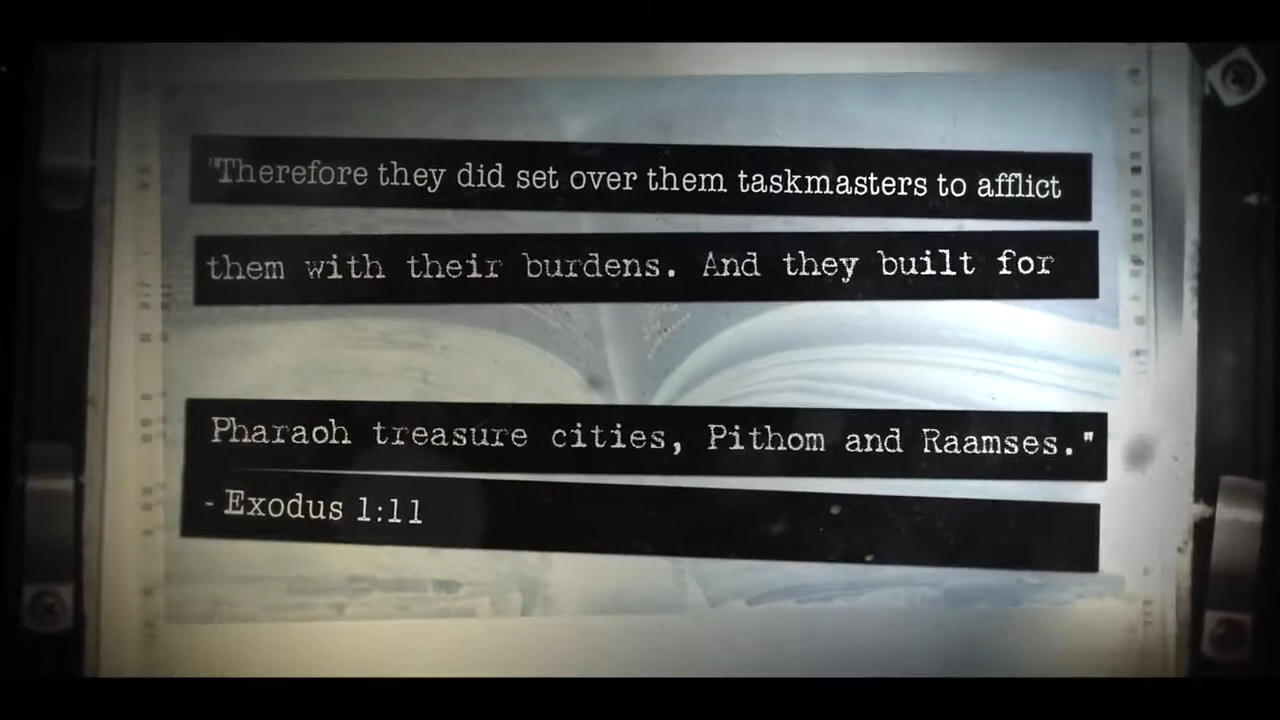 "Therefore they did set over them taskmasters to afflict
them with their burdens. And they built for
Pharaoh treasure cities, Pithom and Raamses."
- Exodus 1:11